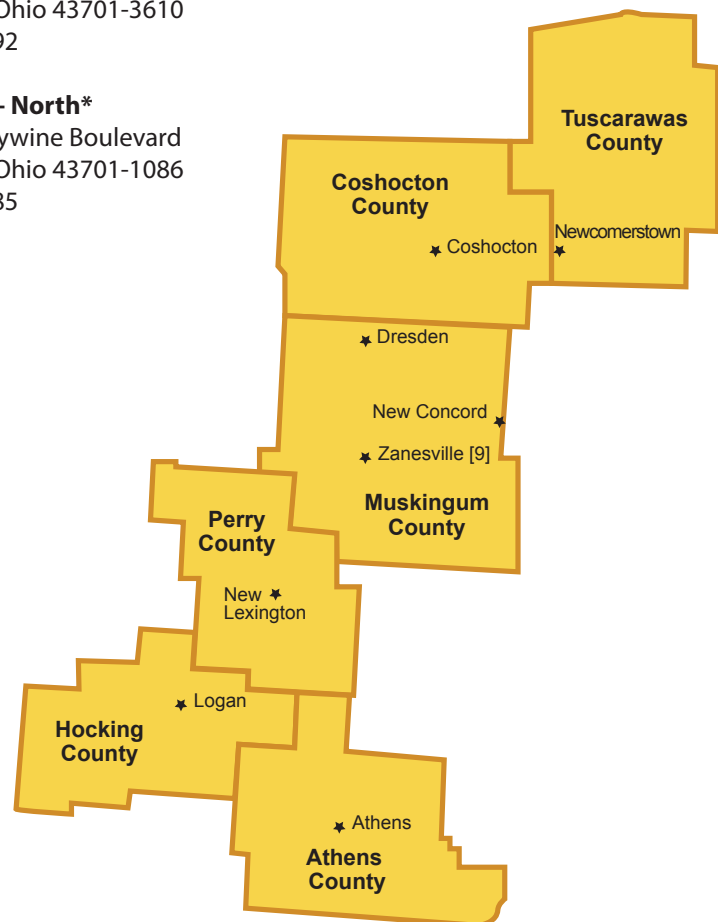 Ohio 43701-3610
92
- North*
ywine Boulevard
Ohio 43701-1086
35
Tuscarawas
County
Coshocton
County
Newcomerstown
Coshocton
Dresden
New Concord
Zanesville [9]
Muskingum
County
Perry
County
New
Lexington
Logan
Hocking
County
Athens
Athens
County